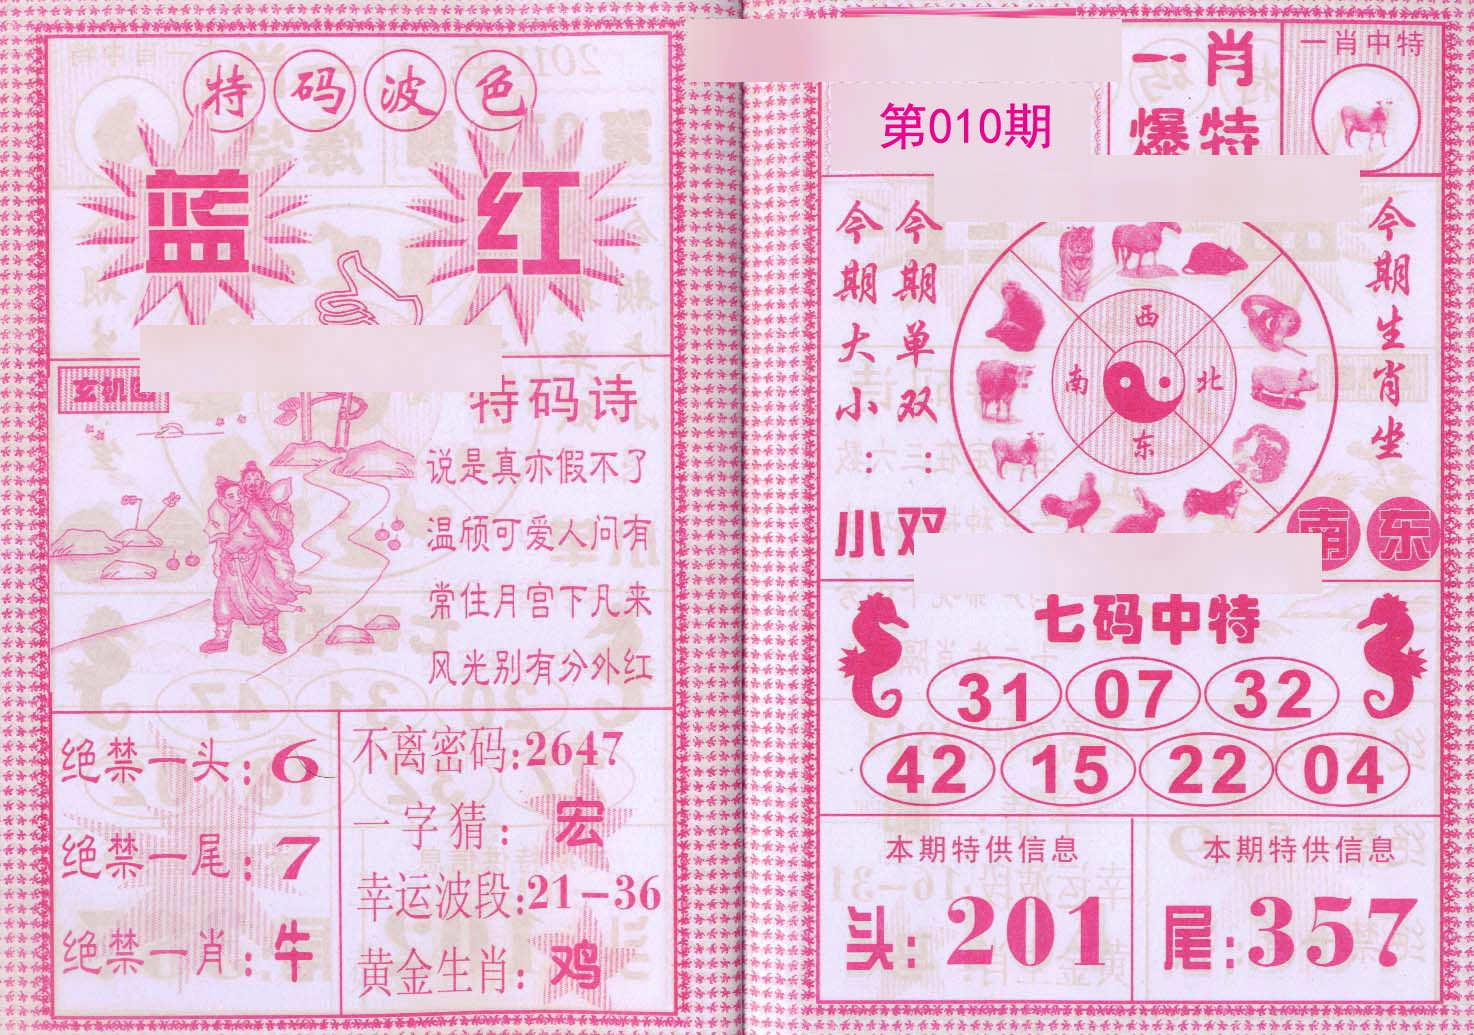 特码波色
蓝 红
玄机
特码诗
说是真亦假不了
温颀可爱人问有
常住月宫下凡来
风光别有分外红
绝禁一头:6
绝禁一尾:7
绝禁一肖:牛
不离密码:2647
一字猜:宏
幸运波段:21-36
黄金生肖:鸡
第010期
一肖
爆特
一肖中特
今期大小:小
今期单双:双
西
南 北
东
今期生肖坐
南 东
七码中特
31 07 32
42 15 22 04
本期特供信息
头:201
本期特供信息
尾:357